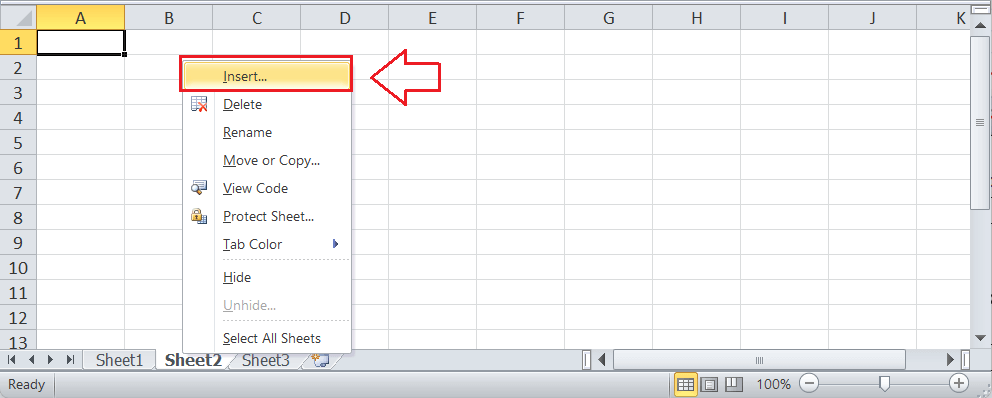 A B C D E F G H I J K
1
2
Insert...
3
Delete
4
Rename
5
Move or Copy...
6
View Code
7
Protect Sheet...
8
Tab Color
9
10
Hide
11
Unhide...
12
Select All Sheets
13
Sheet1 Sheet2 Sheet3
Ready 100%